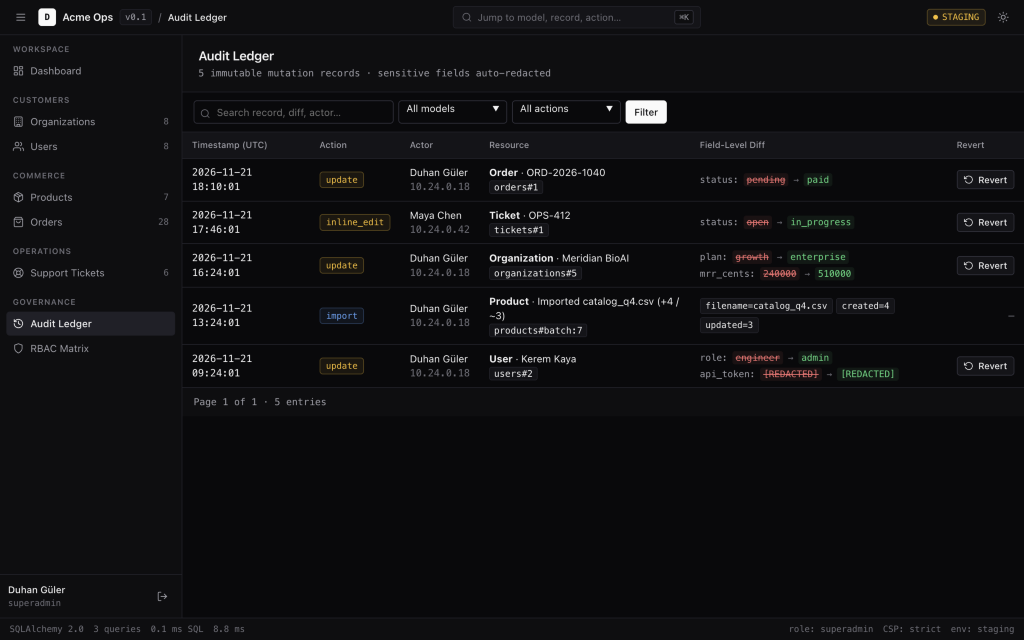 D Acme Ops v0.1 / Audit Ledger
Jump to model, record, action... ⌘K
STAGING
WORKSPACE
Dashboard
CUSTOMERS
Organizations 8
Users 8
COMMERCE
Products 7
Orders 28
OPERATIONS
Support Tickets 6
GOVERNANCE
Audit Ledger
RBAC Matrix
Duhan Güler
superadmin
Audit Ledger
5 immutable mutation records · sensitive fields auto-redacted
Search record, diff, actor...
All models ▼ All actions ▼ Filter
Timestamp (UTC) Action Actor Resource Field-Level Diff Revert
2026-11-21
18:10:01
update
Duhan Güler
10.24.0.18
Order · ORD-2026-1040
orders#1
status: pending → paid
Revert
2026-11-21
17:46:01
inline_edit
Maya Chen
10.24.0.42
Ticket · OPS-412
tickets#1
status: open → in_progress
Revert
2026-11-21
16:24:01
update
Duhan Güler
10.24.0.18
Organization · Meridian BioAI
organizations#5
plan: growth → enterprise
mrr_cents: 240000 → 510000
Revert
2026-11-21
13:24:01
import
Duhan Güler
10.24.0.18
Product · Imported catalog_q4.csv (+4 /
~3)
products#batch:7
filename=catalog_q4.csv created=4
updated=3
—
2026-11-21
09:24:01
update
Duhan Güler
10.24.0.18
User · Kerem Kaya
users#2
role: engineer → admin
api_token: [REDACTED] → [REDACTED]
Revert
Page 1 of 1 · 5 entries
SQLAlchemy 2.0 3 queries 0.1 ms SQL 8.8 ms
role: superadmin CSP: strict env: staging